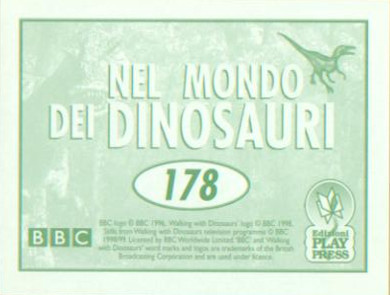 NEL MONDO
DEI DINOSAURI
178
BBC logo © BBC 1996. Walking with Dinosaurs' logo © BBC 1998.
Stills from Walking with Dinosaurs television programme © BBC
1998/99. Licensed by BBC Worldwide Limited. 'BBC' and 'Walking
with Dinosaurs' word marks and logos are trademarks of the British
Broadcasting Corporation and are used under licence.
BBC
Edizioni
PLAY
PRESS